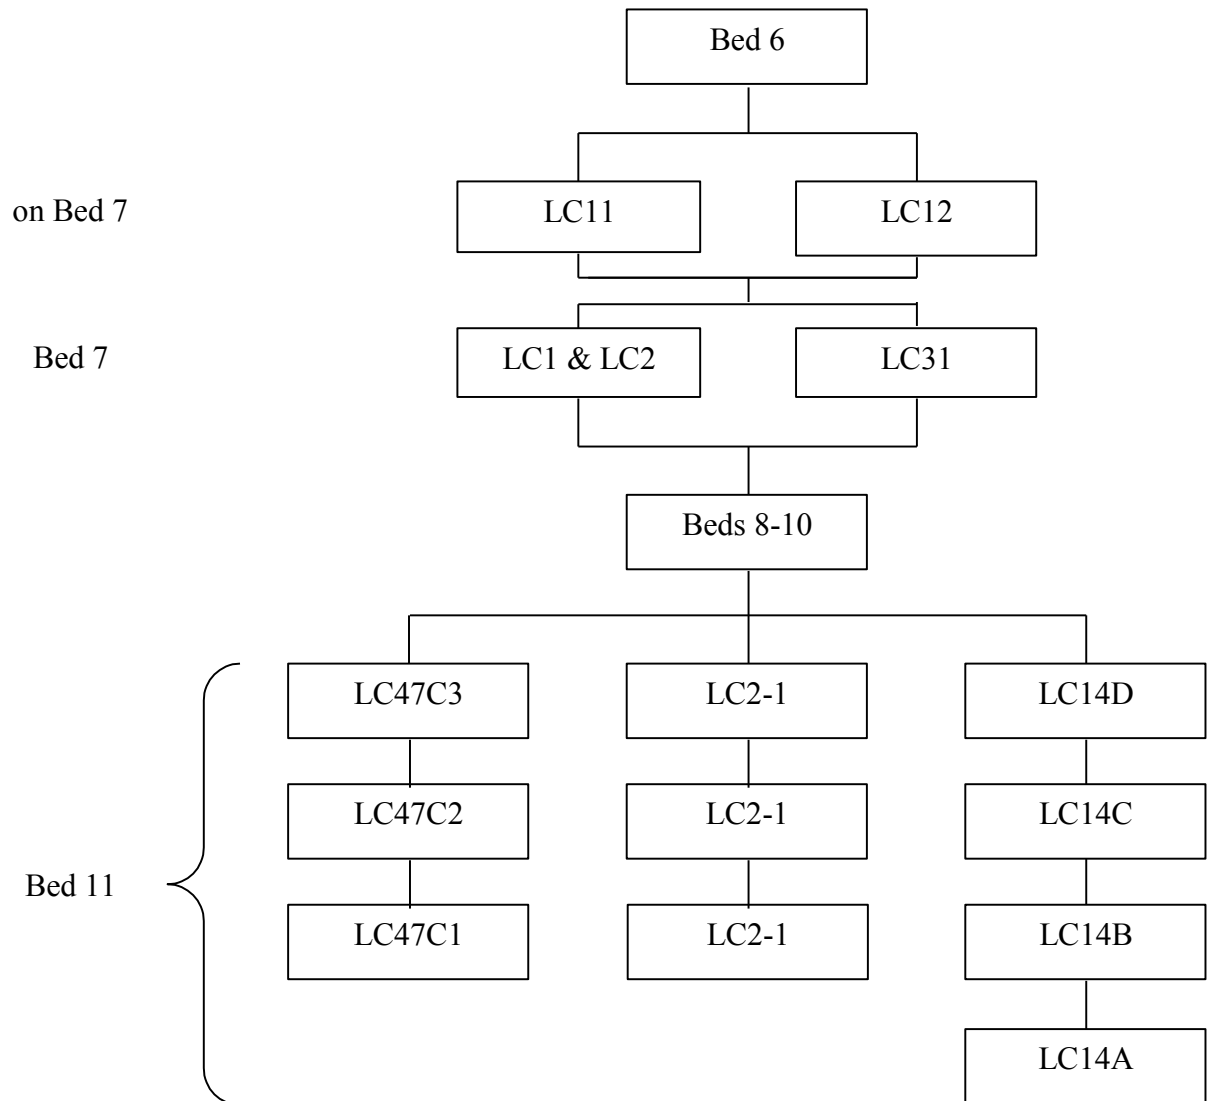 Bed 6
on Bed 7
LC11
LC12
Bed 7
LC1 & LC2
LC31
Beds 8-10
LC47C3
LC2-1
LC14D
LC47C2
LC2-1
LC14C
Bed 11
LC47C1
LC2-1
LC14B
LC14A